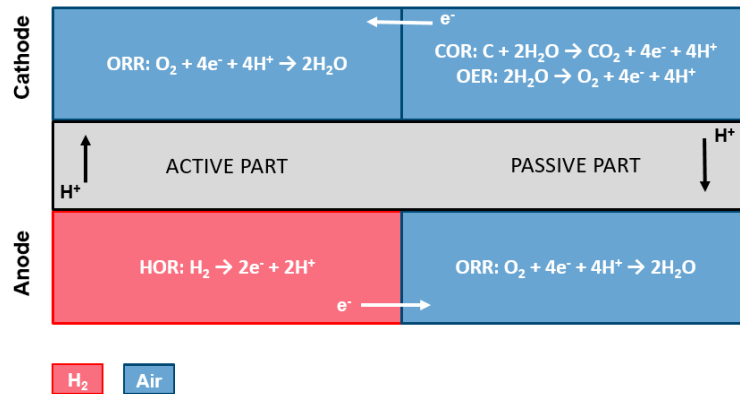 e⁻
Cathode
ORR: O₂ + 4e⁻ + 4H⁺ → 2H₂O
COR: C + 2H₂O → CO₂ + 4e⁻ + 4H⁺
OER: 2H₂O → O₂ + 4e⁻ + 4H⁺
H⁺
ACTIVE PART
PASSIVE PART
H⁺
Anode
HOR: H₂ → 2e⁻ + 2H⁺
ORR: O₂ + 4e⁻ + 4H⁺ → 2H₂O
e⁻
H₂
Air